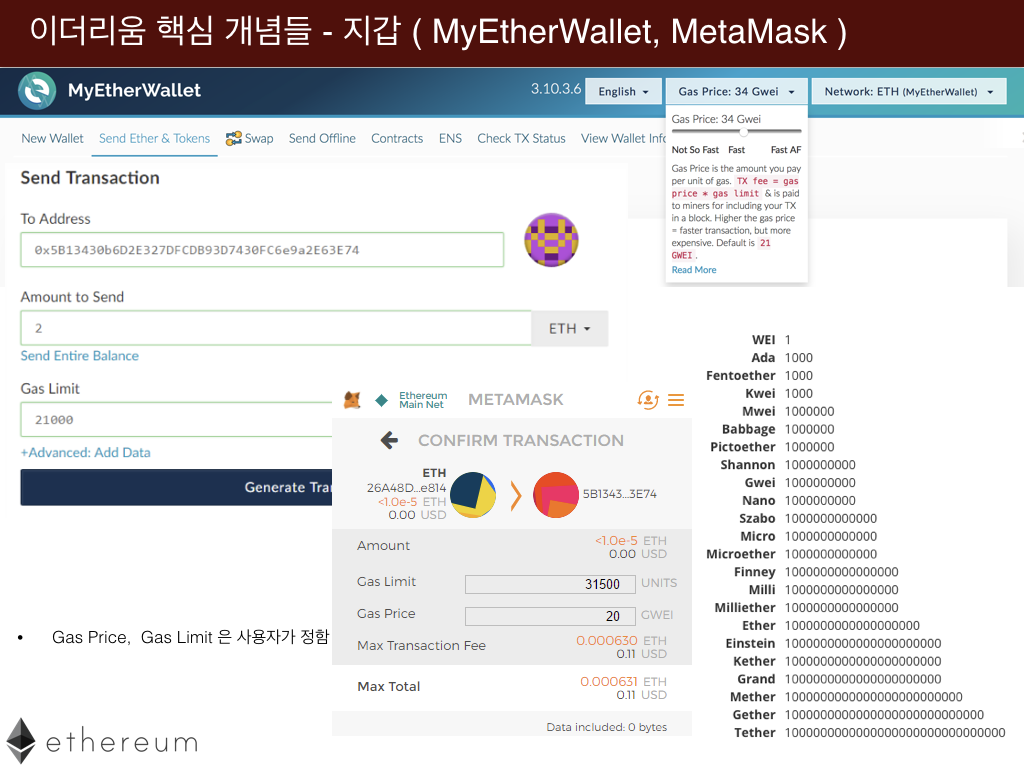 이더리움 핵심 개념들 - 지갑 ( MyEtherWallet, MetaMask )
MyEtherWallet
3.10.3.6
English
Gas Price: 34 Gwei
Network: ETH (MyEtherWallet)
New Wallet
Send Ether & Tokens
Swap
Send Offline
Contracts
ENS
Check TX Status
View Wallet Info
Gas Price: 34 Gwei
Not So Fast Fast Fast AF
Gas Price is the amount you pay
per unit of gas. TX fee = gas
price * gas limit & is paid
to miners for including your TX
in a block. Higher the gas price
= faster transaction, but more
expensive. Default is 21
GWEI.
Read More
Send Transaction
To Address
0x5B13430b6D2E327DFCDB93D7430FC6e9a2E63E74
Amount to Send
2
ETH
Send Entire Balance
Gas Limit
21000
+Advanced: Add Data
Generate Tra
Ethereum
Main Net
METAMASK
CONFIRM TRANSACTION
ETH
26A48D...e814
<1.0e-5 ETH
0.00 USD
5B1343...3E74
Amount
<1.0e-5 ETH
0.00 USD
Gas Limit
31500 UNITS
Gas Price
20 GWEI
Max Transaction Fee
0.000630 ETH
0.11 USD
Max Total
0.000631 ETH
0.11 USD
Data included: 0 bytes
WEI 1
Ada 1000
Fentoether 1000
Kwei 1000
Mwei 1000000
Babbage 1000000
Pictoether 1000000
Shannon 1000000000
Gwei 1000000000
Nano 1000000000
Szabo 1000000000000
Micro 1000000000000
Microether 1000000000000
Finney 1000000000000000
Milli 1000000000000000
Milliether 1000000000000000
Ether 1000000000000000000
Einstein 1000000000000000000000
Kether 1000000000000000000000
Grand 1000000000000000000000
Mether 1000000000000000000000000
Gether 1000000000000000000000000000
Tether 1000000000000000000000000000000
• Gas Price, Gas Limit 은 사용자가 정함
ethereum